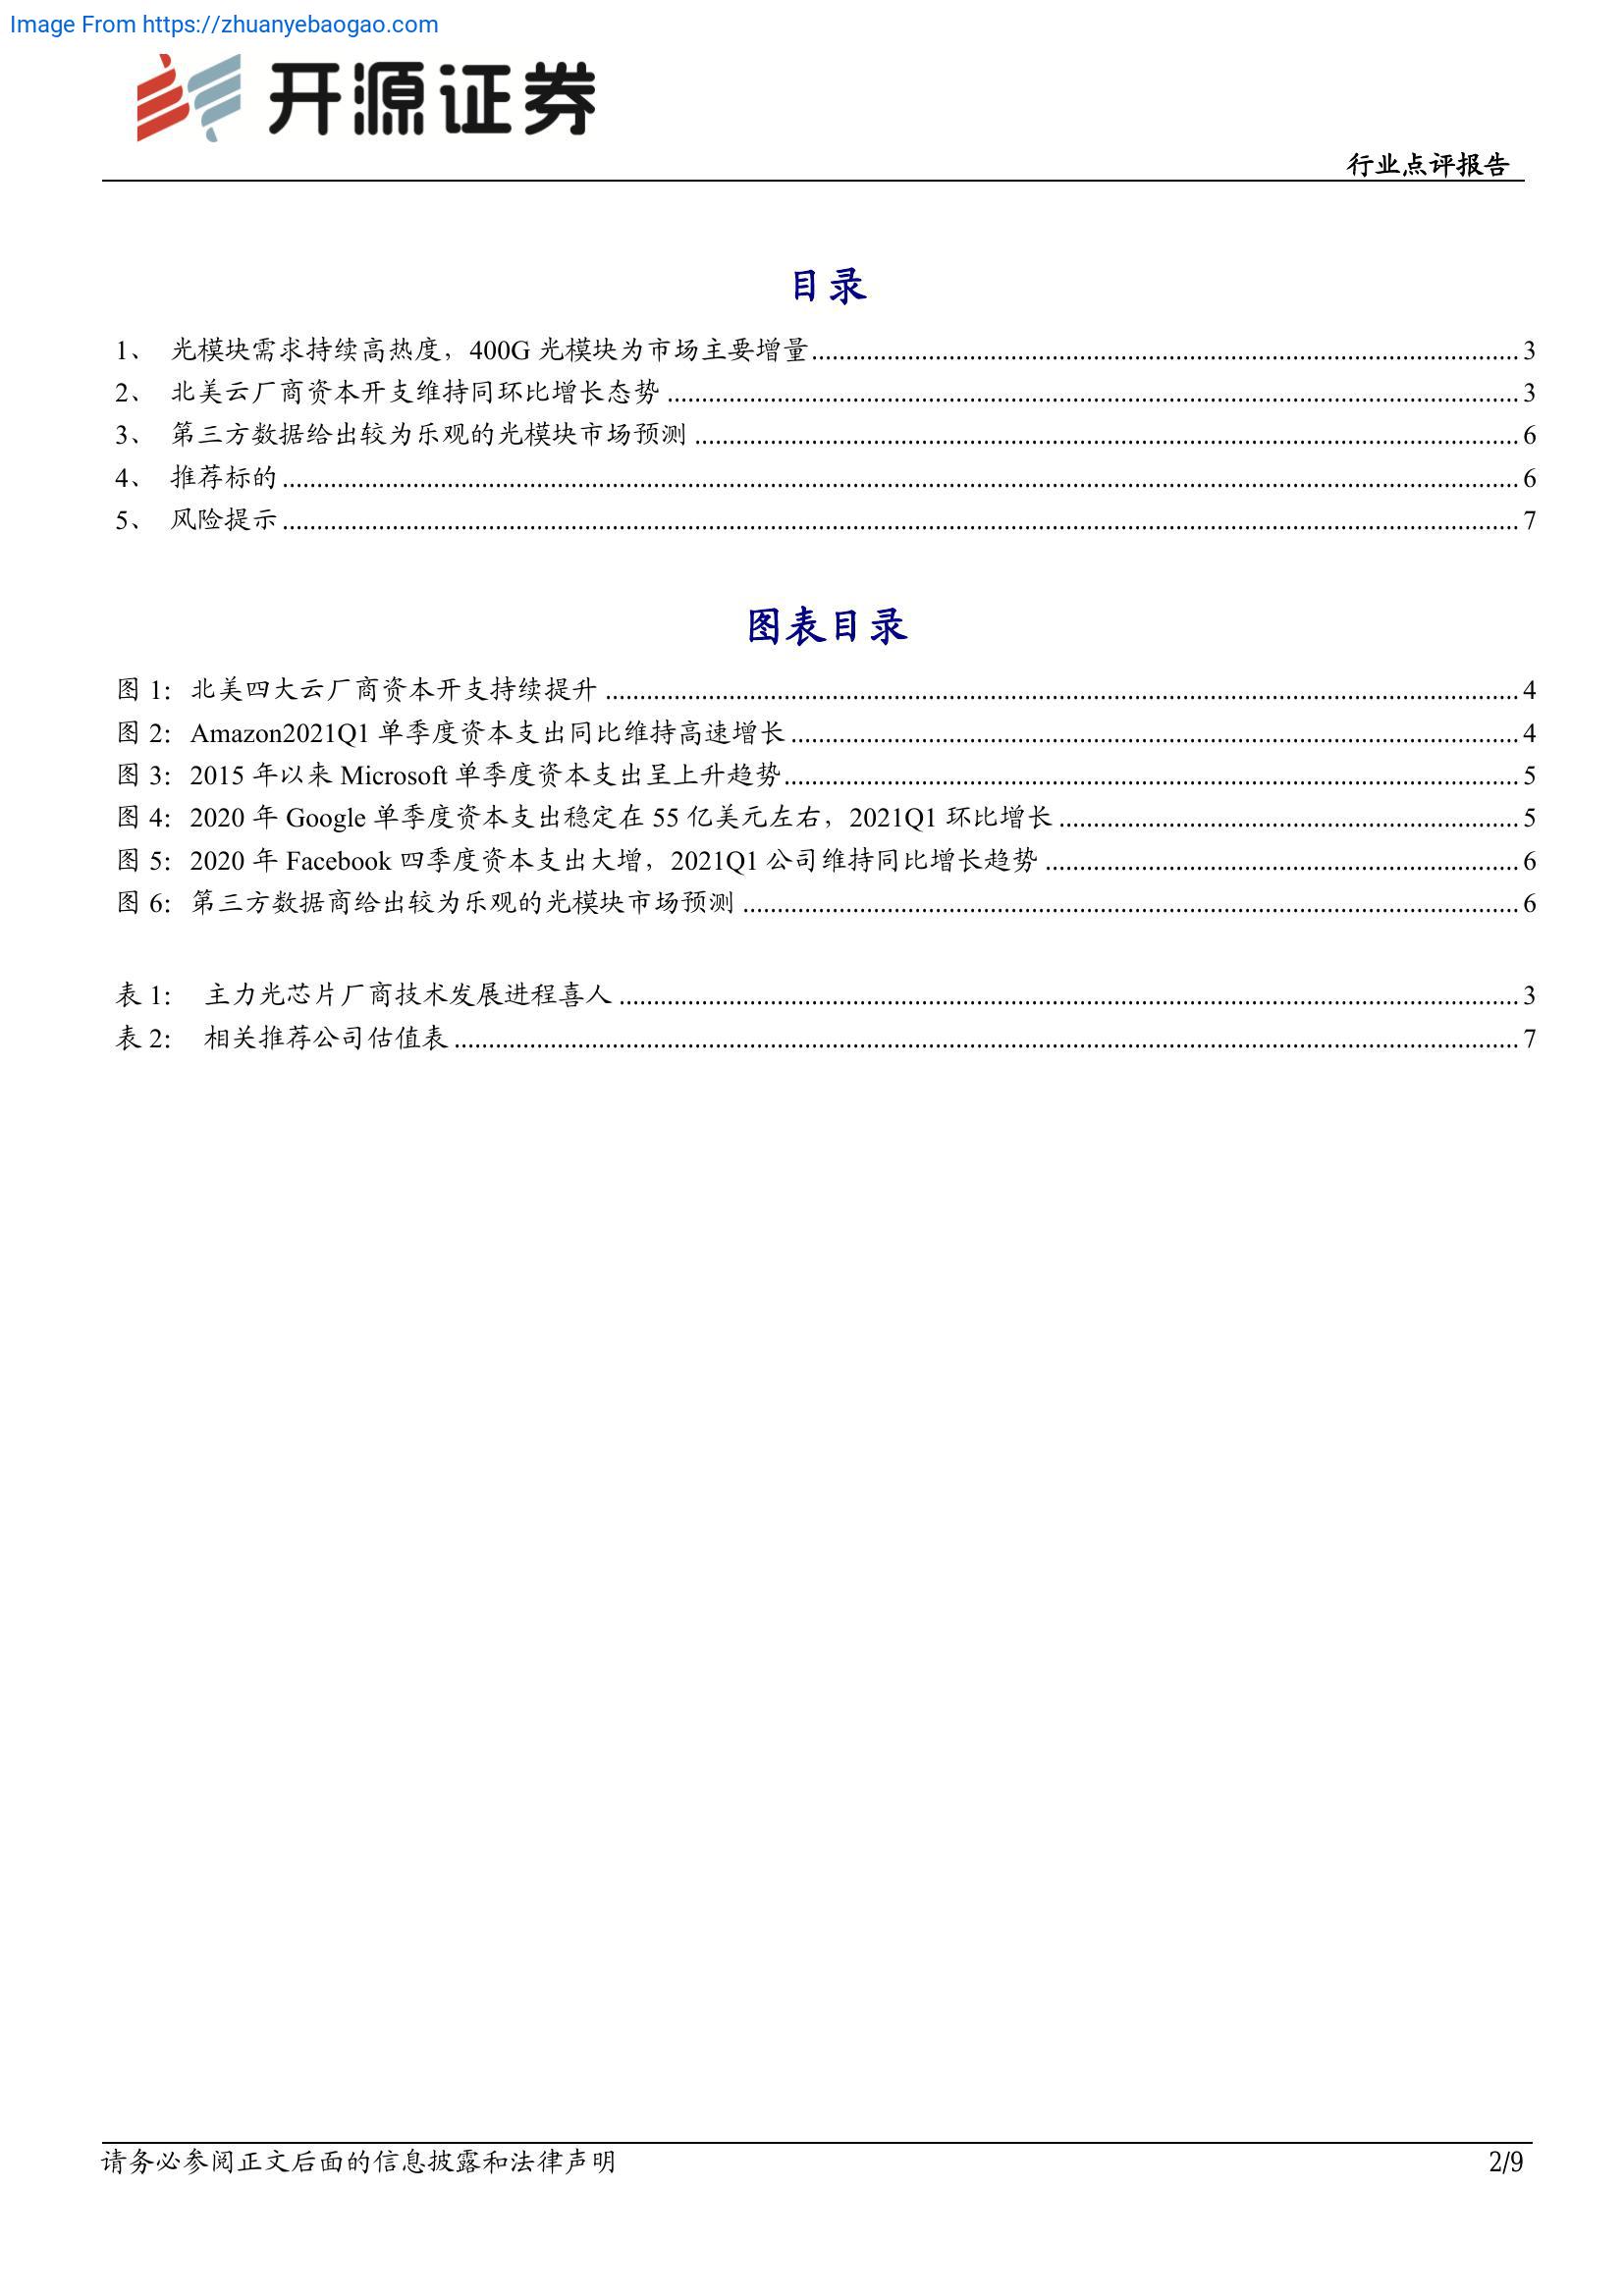 Image From https://zhuanyebaogao.com
开源证券
行业点评报告
目录
1、 光模块需求持续高热度，400G 光模块为市场主要增量 3
2、 北美云厂商资本开支维持同环比增长态势 3
3、 第三方数据给出较为乐观的光模块市场预测 6
4、 推荐标的 6
5、 风险提示 7
图表目录
图 1： 北美四大云厂商资本开支持续提升 4
图 2： Amazon2021Q1 单季度资本支出同比维持高速增长 4
图 3： 2015 年以来 Microsoft 单季度资本支出呈上升趋势 5
图 4： 2020 年 Google 单季度资本支出稳定在 55 亿美元左右，2021Q1 环比增长 5
图 5： 2020 年 Facebook 四季度资本支出大增，2021Q1 公司维持同比增长趋势 6
图 6： 第三方数据商给出较为乐观的光模块市场预测 6
表 1： 主力光芯片厂商技术发展进程喜人 3
表 2： 相关推荐公司估值表 7
请务必参阅正文后面的信息披露和法律声明
2/9